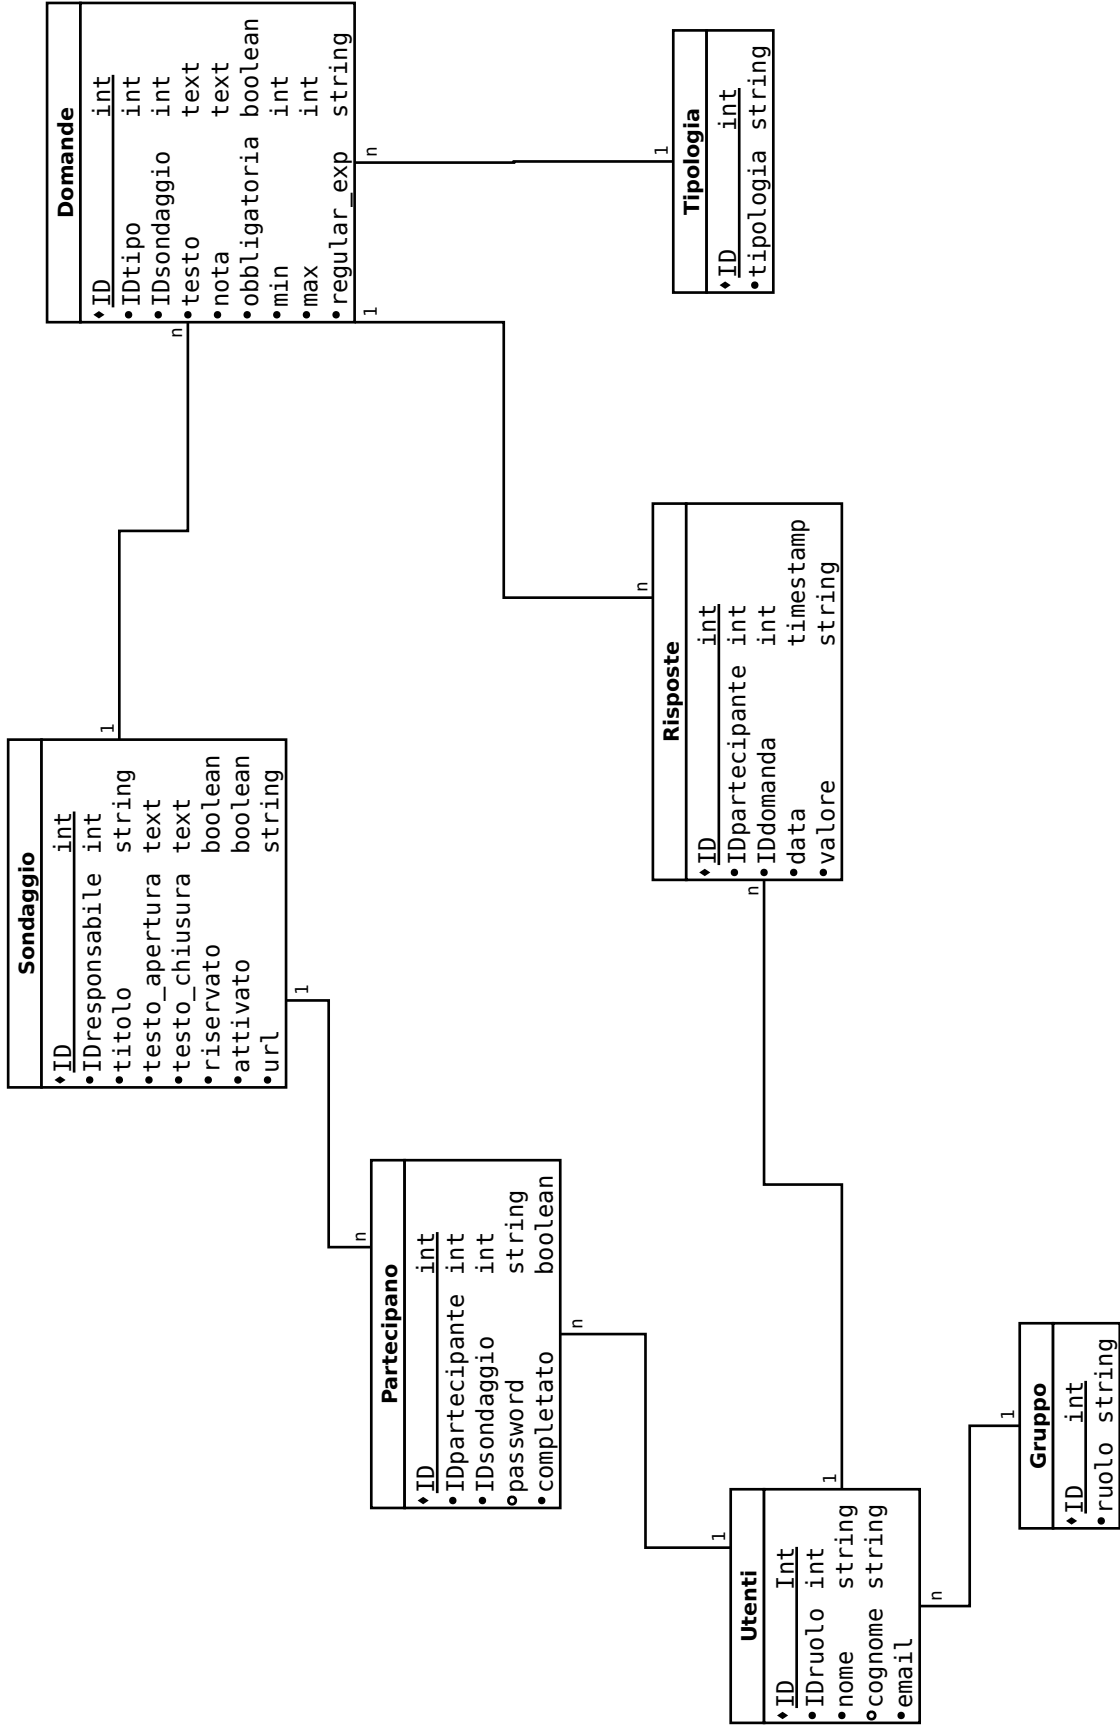 Domande
ID int
IDtipo int
IDsondaggio int
testo text
nota text
obbligatoria boolean
min int
max int
regular_exp string
n
n
1
1
Tipologia
ID int
tipologia string
Sondaggio
ID int
IDresponsabile int
titolo string
testo_apertura text
testo_chiusura text
riservato boolean
attivato boolean
url string
1
1
Risposte
ID int
IDpartecipante int
IDdomanda int
data timestamp
valore string
n
n
Partecipano
ID int
IDpartecipante int
IDsondaggio int
password string
completato boolean
n
n
Utenti
ID Int
IDruolo int
nome string
cognome string
email
1
1
n
Gruppo
ID int
ruolo string
1